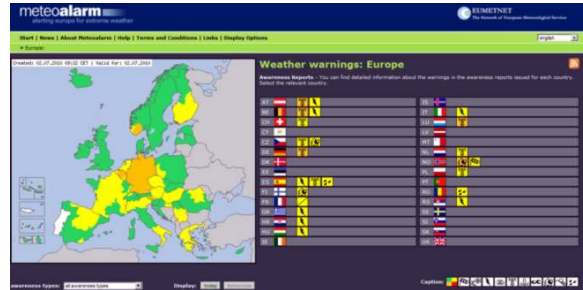 meteoalarm
alerting europe for extreme weather
EUMETNET
The Network of European Meteorological Services
Start | News | About Meteoalarm | Help | Terms and Conditions | Links | Display Options
english
Europe:
Weather warnings: Europe
Awareness Reports - You can find detailed information about the warnings in the awareness reports issued for each country. Select the relevant country.
AT
IS
BE
IT
CH
LU
CY
LV
CZ
MT
DE
NL
DK
NO
EE
PL
ES
PT
FI
RO
FR
RS
GR
SE
HR
SI
HU
SK
IE
UK
awareness types:
all awareness types
Display:
Caption: